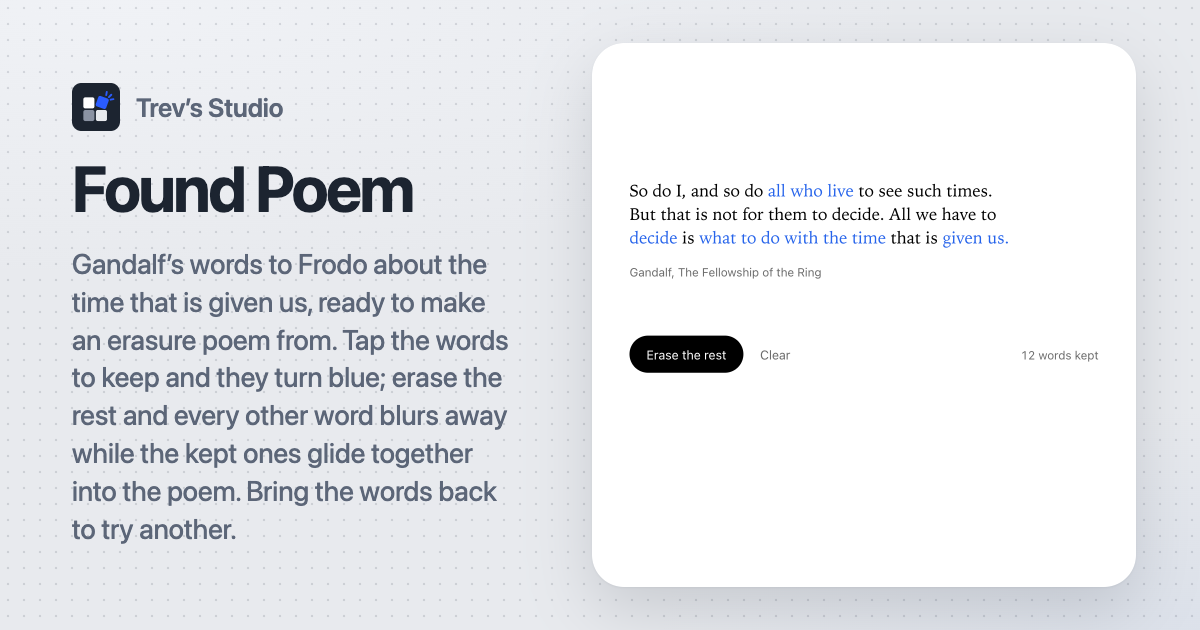 Trev’s Studio
Found Poem
Gandalf’s words to Frodo about the
time that is given us, ready to make
an erasure poem from. Tap the words
to keep and they turn blue; erase the
rest and every other word blurs away
while the kept ones glide together
into the poem. Bring the words back
to try another.
So do I, and so do all who live to see such times.
But that is not for them to decide. All we have to
decide is what to do with the time that is given us.
Gandalf, The Fellowship of the Ring
Erase the rest
Clear
12 words kept